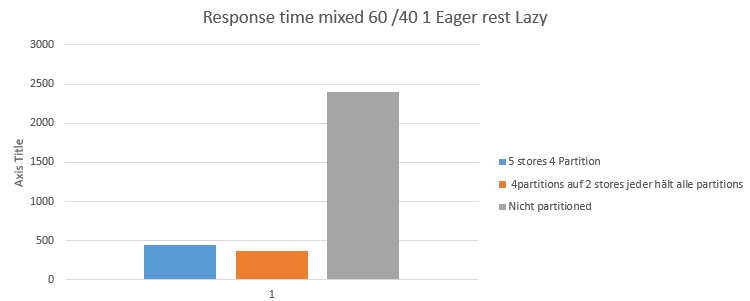 Response time mixed 60 /40 1 Eager rest Lazy
3000
2500
2000
1500
1000
500
0
Axis Title
1
5 stores 4 Partition
4partitions auf 2 stores jeder hält alle partitions
Nicht partitioned